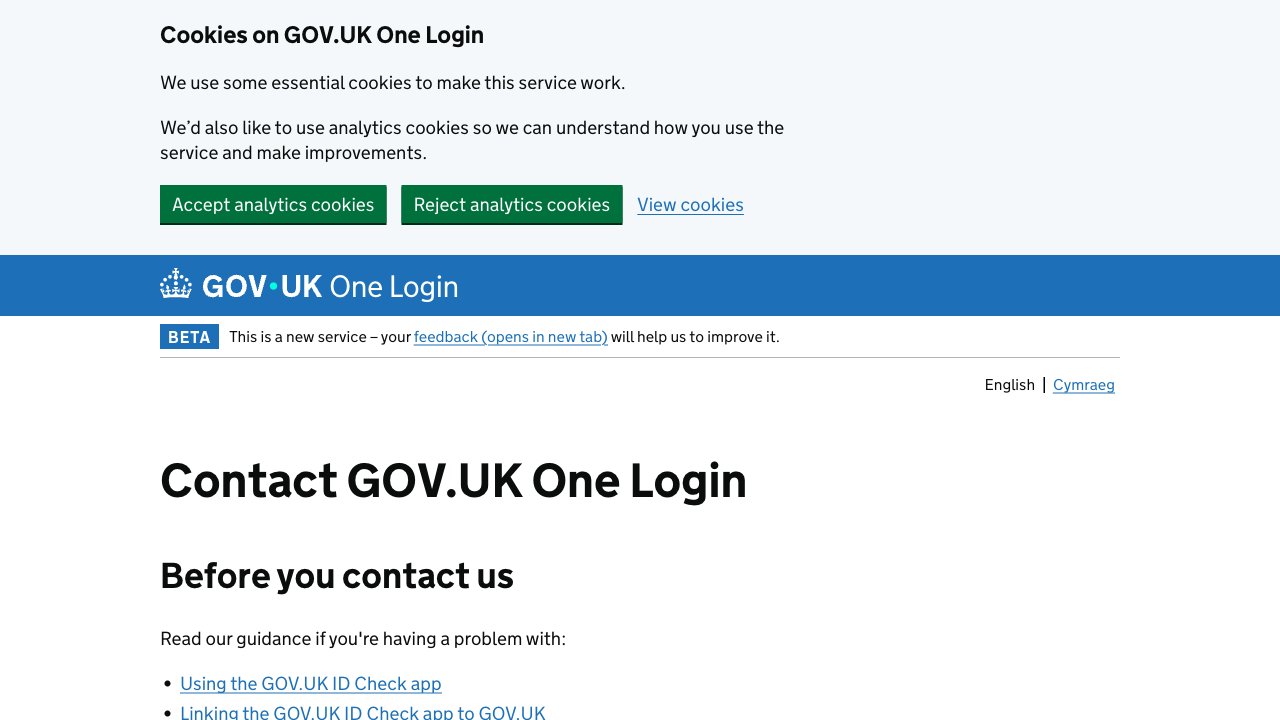 Cookies on GOV.UK One Login
We use some essential cookies to make this service work.
We’d also like to use analytics cookies so we can understand how you use the
service and make improvements.
Accept analytics cookies Reject analytics cookies View cookies
GOV·UK One Login
BETA This is a new service – your feedback (opens in new tab) will help us to improve it.
English | Cymraeg
Contact GOV.UK One Login
Before you contact us
Read our guidance if you're having a problem with:
• Using the GOV.UK ID Check app
• Linking the GOV.UK ID Check app to GOV.UK